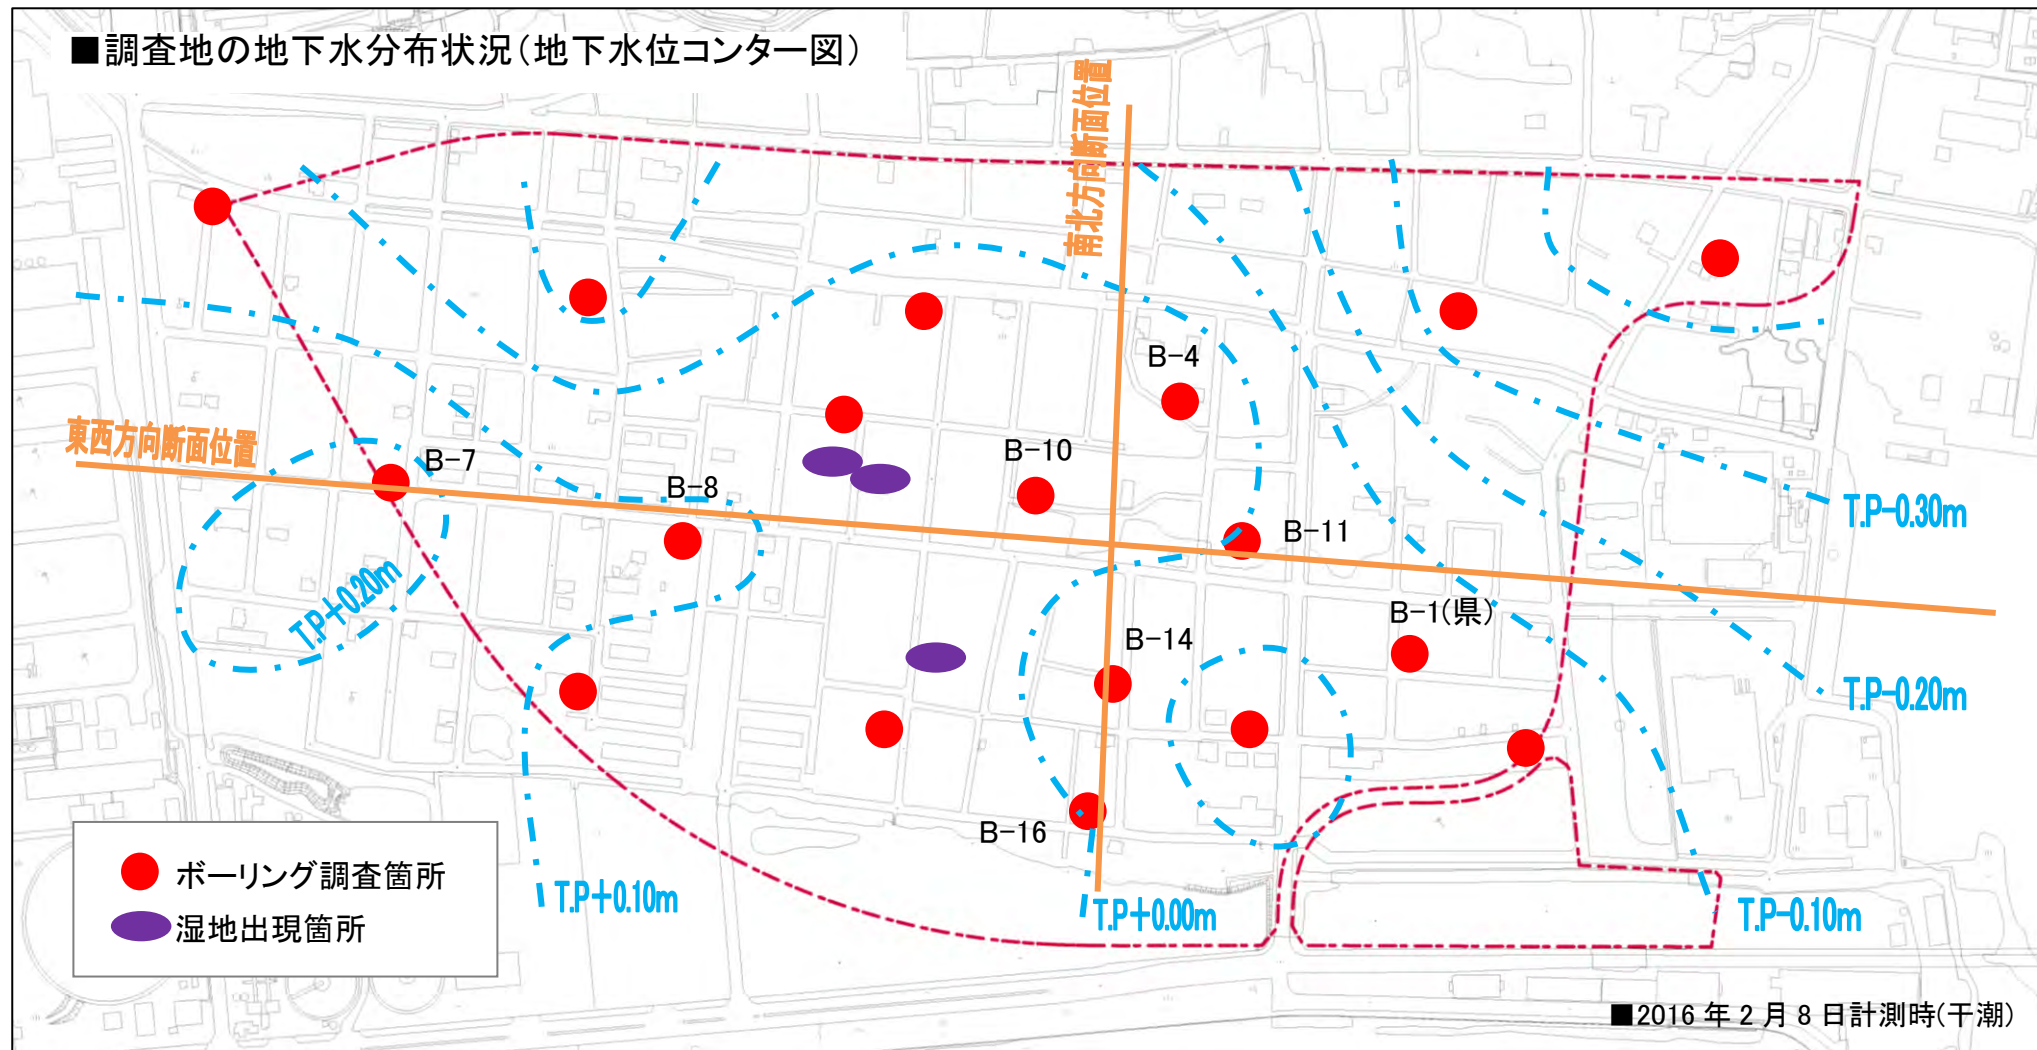 ■調査地の地下水分布状況(地下水位コンター図)
南北方向断面位置
B-4
東西方向断面位置
B-7
B-10
B-8
T.P-0.30m
B-11
T.P+0.20m
B-1(県)
B-14
T.P-0.20m
B-16
ボーリング調査箇所
T.P+0.10m
T.P+0.00m
T.P-0.10m
湿地出現箇所
■2016 年 2 月 8 日計測時(干潮)